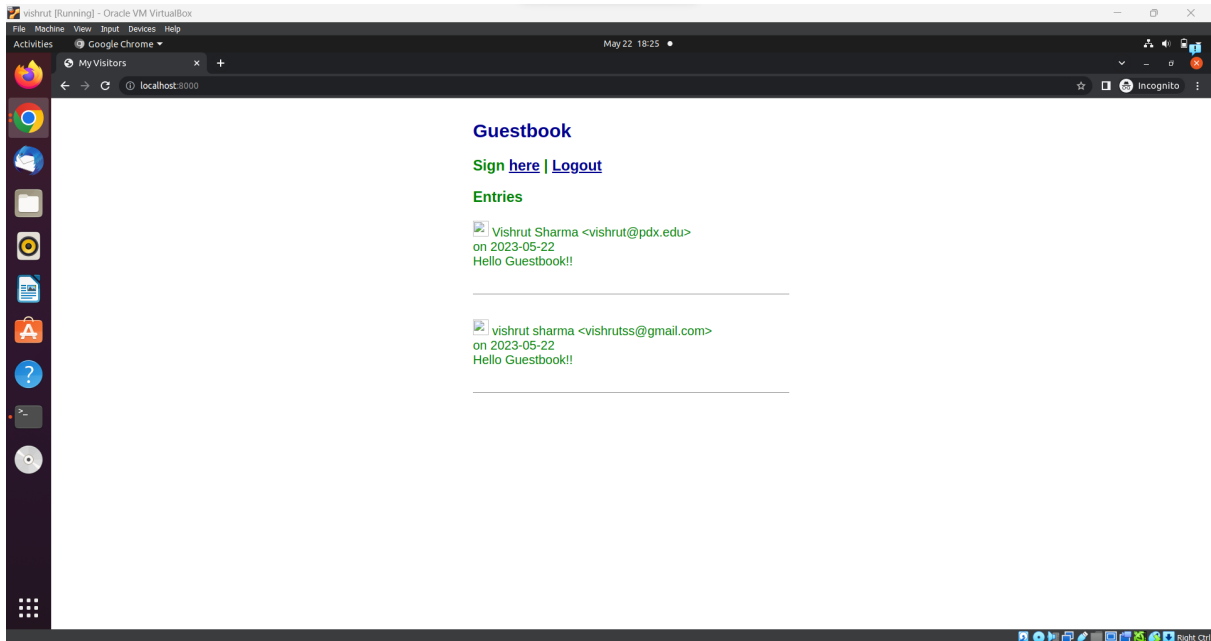 vishrut [Running] - Oracle VM VirtualBox
File Machine View Input Devices Help
Activities Google Chrome May 22 18:25
MyVisitors
localhost:8000 Incognito
Guestbook
Sign here | Logout
Entries
Vishrut Sharma <vishrut@pdx.edu>
on 2023-05-22
Hello Guestbook!!
vishrut sharma <vishrutss@gmail.com>
on 2023-05-22
Hello Guestbook!!
Right Ctrl